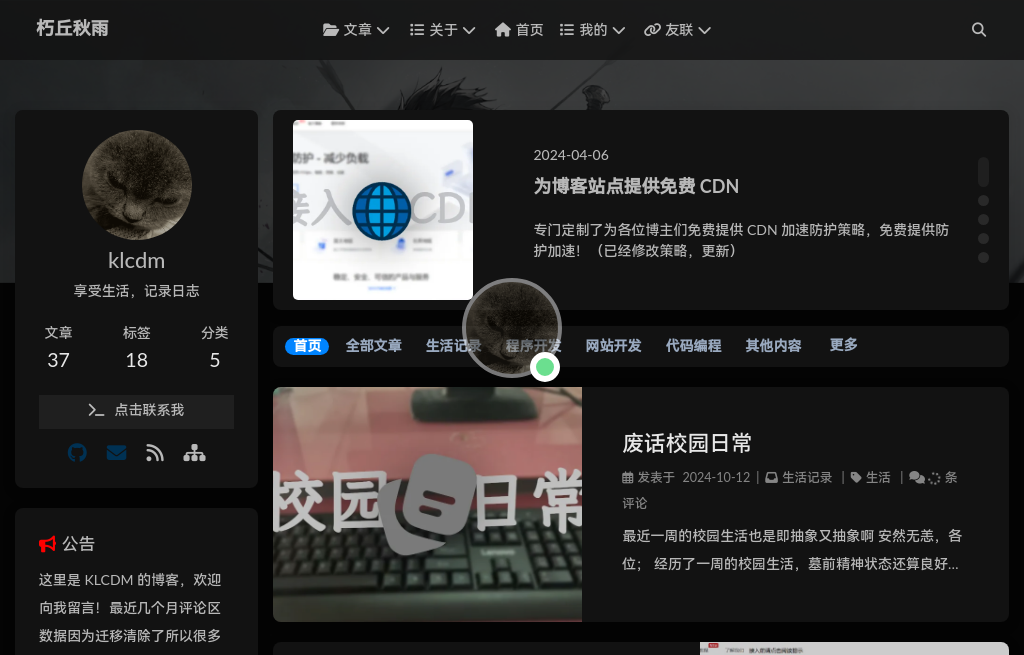 朽丘秋雨
文章
关于
首页
我的
友联
klcdm
享受生活，记录日志
文章
标签
分类
37
18
5
点击联系我
公告
这里是 KLCDM 的博客，欢迎
向我留言！最近几个月评论区
数据因为迁移清除了所以很多
防护 - 减少负载
接入 CD
2024-04-06
为博客站点提供免费 CDN
专门定制了为各位博主们免费提供 CDN 加速防护策略，免费提供防
护加速！（已经修改策略，更新）
首页 全部文章 生活记录 程序开发 网站开发 代码编程 其他内容 更多
校园 日常
Lenovo
废话校园日常
发表于 2024-10-12 | 生活记录 | 生活 | 条
评论
最近一周的校园生活也是即抽象又抽象啊 安然无恙，各
位； 经历了一周的校园生活，墓前精神状态还算良好...